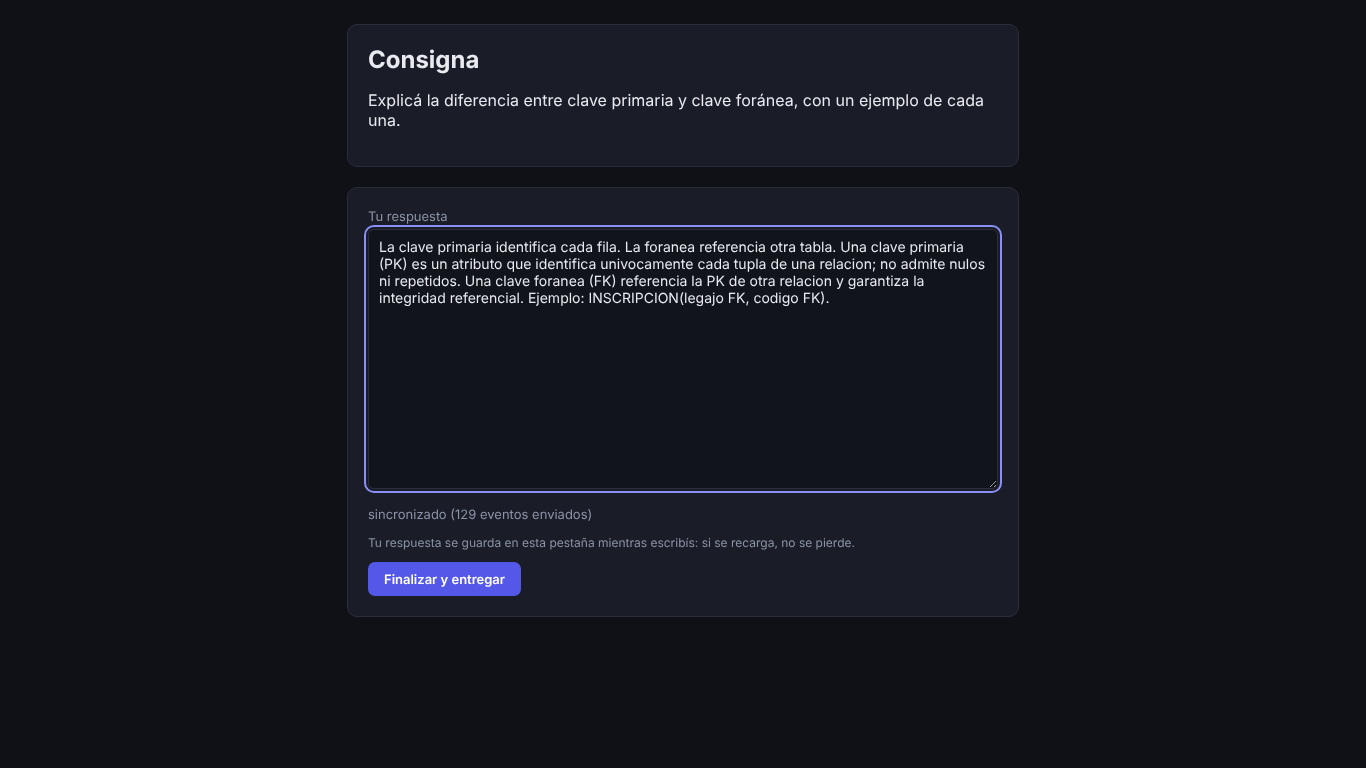 Consigna
Explicá la diferencia entre clave primaria y clave foránea, con un ejemplo de cada
una.
Tu respuesta
La clave primaria identifica cada fila. La foranea referencia otra tabla. Una clave primaria
(PK) es un atributo que identifica univocamente cada tupla de una relacion; no admite nulos
ni repetidos. Una clave foranea (FK) referencia la PK de otra relacion y garantiza la
integridad referencial. Ejemplo: INSCRIPCION(legajo FK, codigo FK).
sincronizado (129 eventos enviados)
Tu respuesta se guarda en esta pestaña mientras escribís: si se recarga, no se pierde.
Finalizar y entregar